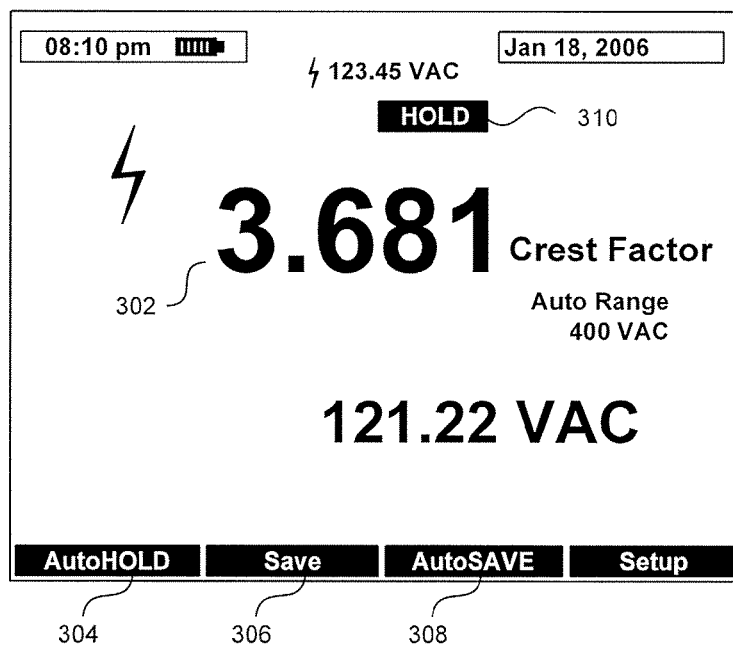 08:10 pm
Jan 18, 2006
123.45 VAC
HOLD
310
3.681 Crest Factor
302
Auto Range
400 VAC
121.22 VAC
AutoHOLD Save AutoSAVE Setup
304 306 308